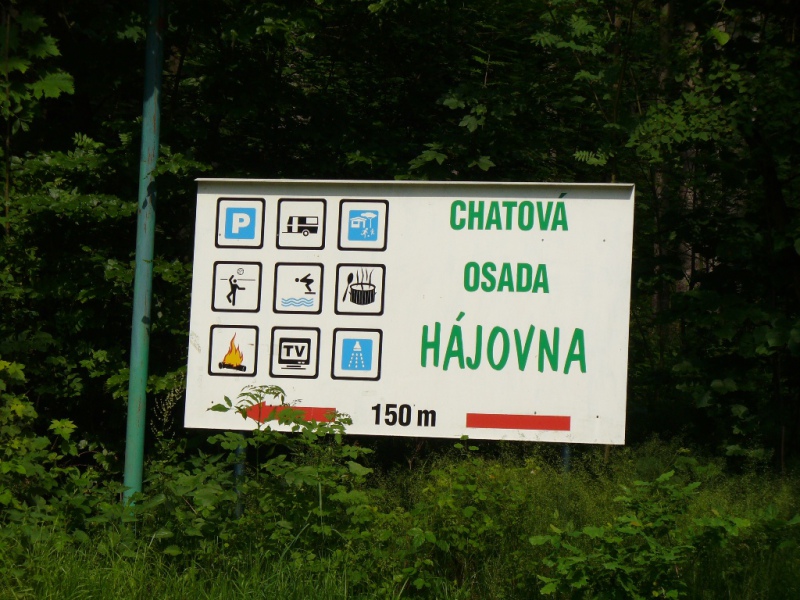 P
TV
CHATOVÁ
OSADA
HÁJOVNA
150 m